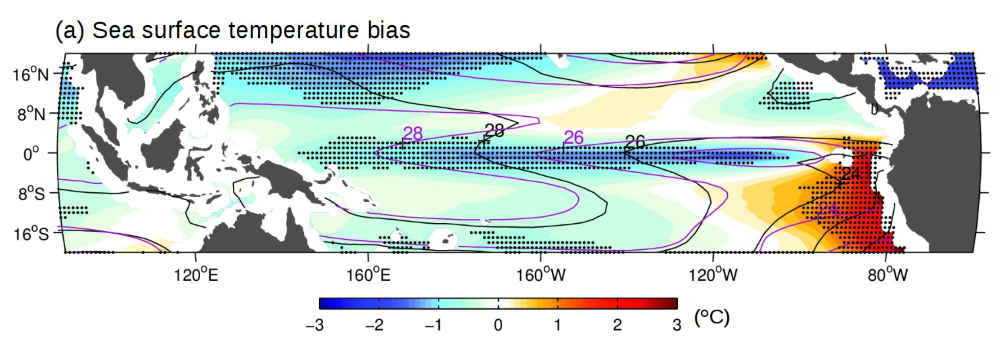 (a) Sea surface temperature bias
16°N
8°N
0°
8°S
16°S
28
28
26
26
24
24
120°E 160°E 160°W 120°W 80°W
−3 −2 −1 0 1 2 3 (°C)